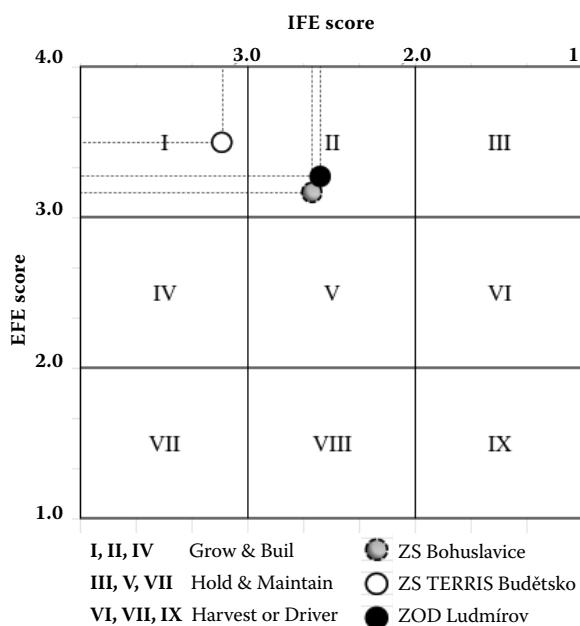 IFE score
4.0 3.0 2.0 1
I II III
3.0
EFE score
IV V VI
2.0
VII VIII IX
1.0
I, II, IV Grow & Buil ZS Bohuslavice
III, V, VII Hold & Maintain ZS TERRIS Budětsko
VI, VII, IX Harvest or Driver ZOD Ludmírov